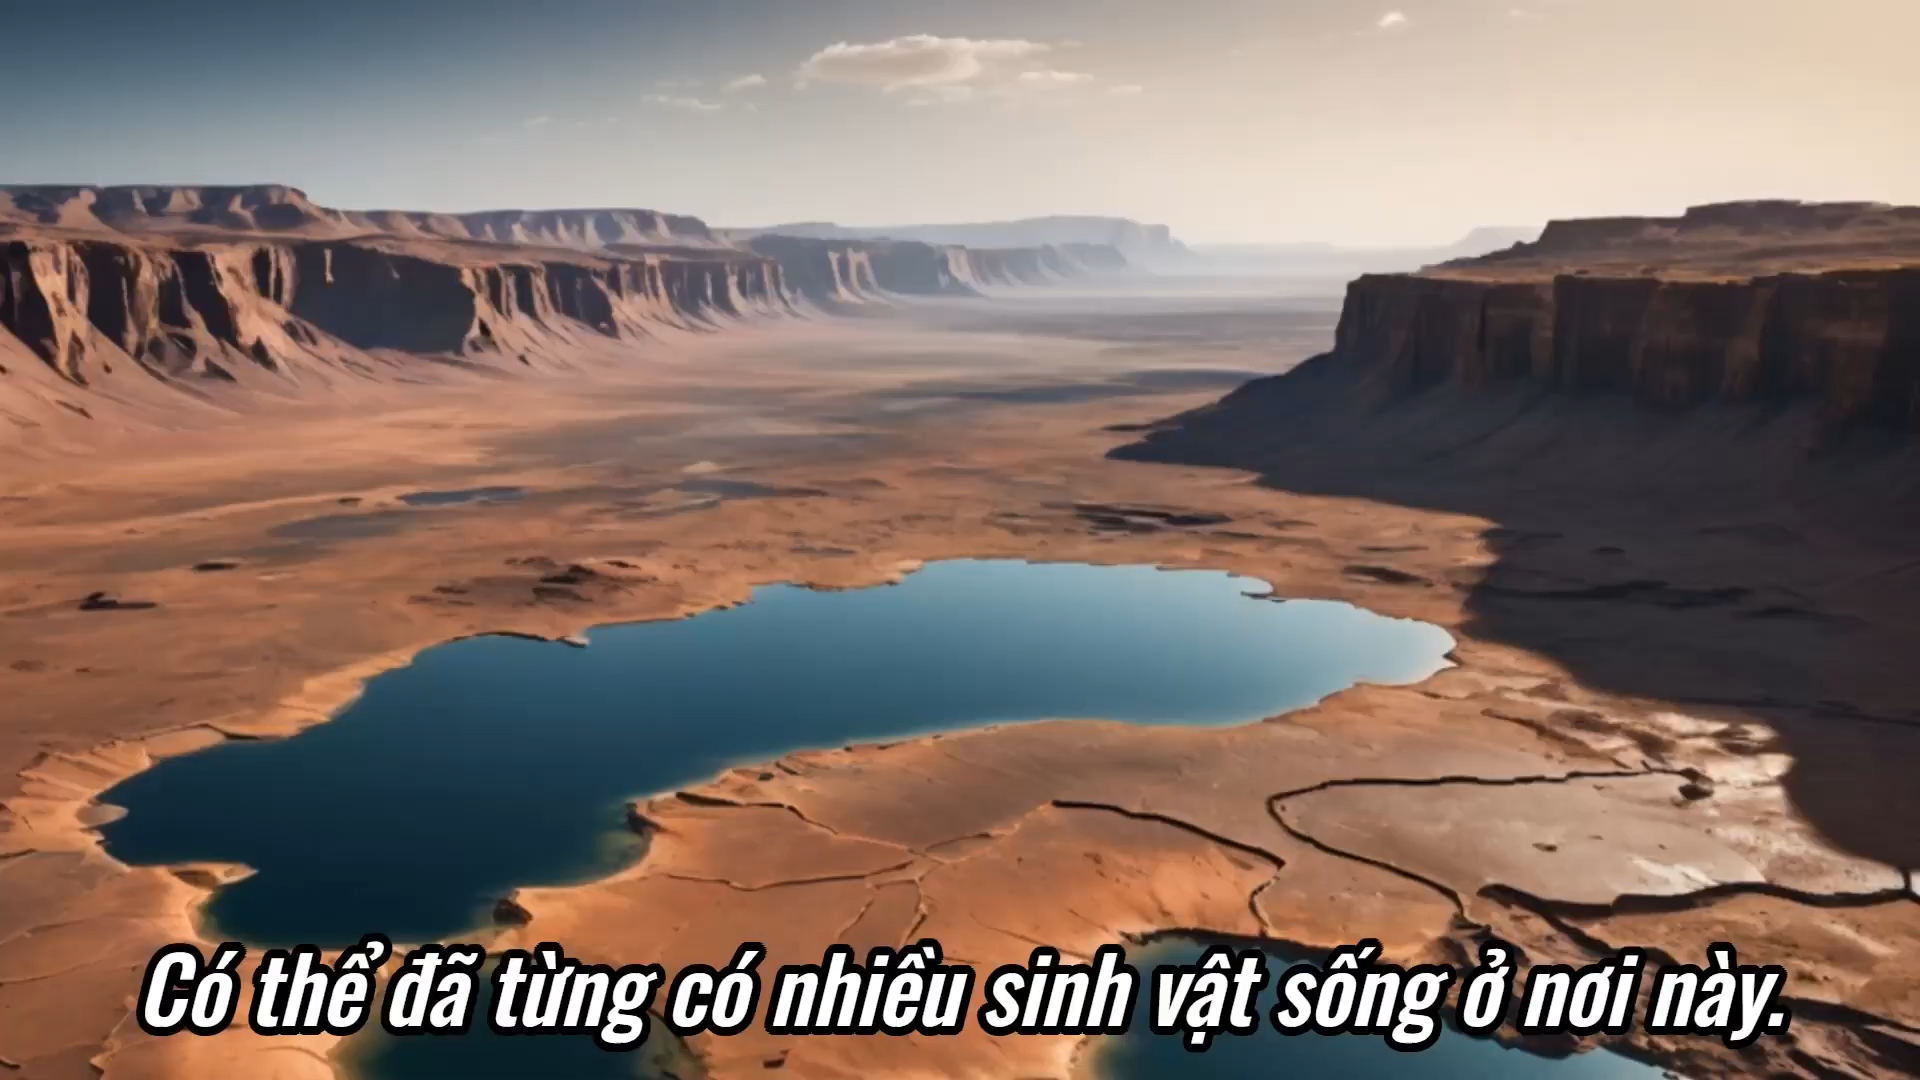 Có thể đã từng có nhiều sinh vật sống ở nơi này.